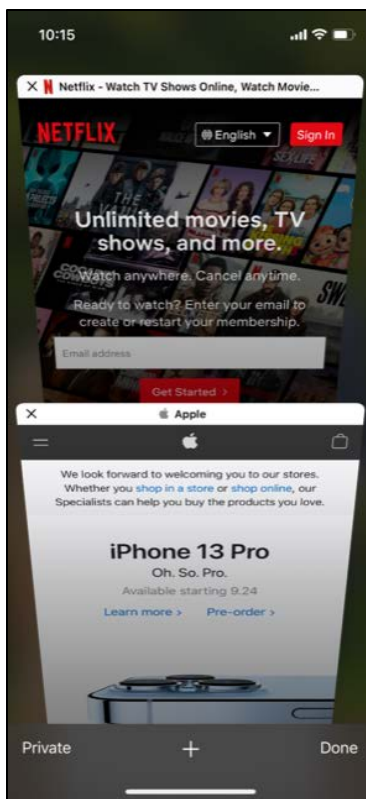 10:15
Netflix - Watch TV Shows Online, Watch Movie...
NETFLIX
English
Sign In
SEX/LIFE
THE
Unlimited movies, TV
shows, and more.
Watch anywhere. Cancel anytime.
Ready to watch? Enter your email to
create or restart your membership.
Email address
Get Started >
Apple
We look forward to welcoming you to our stores.
Whether you shop in a store or shop online, our
Specialists can help you buy the products you love.
iPhone 13 Pro
Oh. So. Pro.
Available starting 9.24
Learn more >
Pre-order >
Private
+
Done